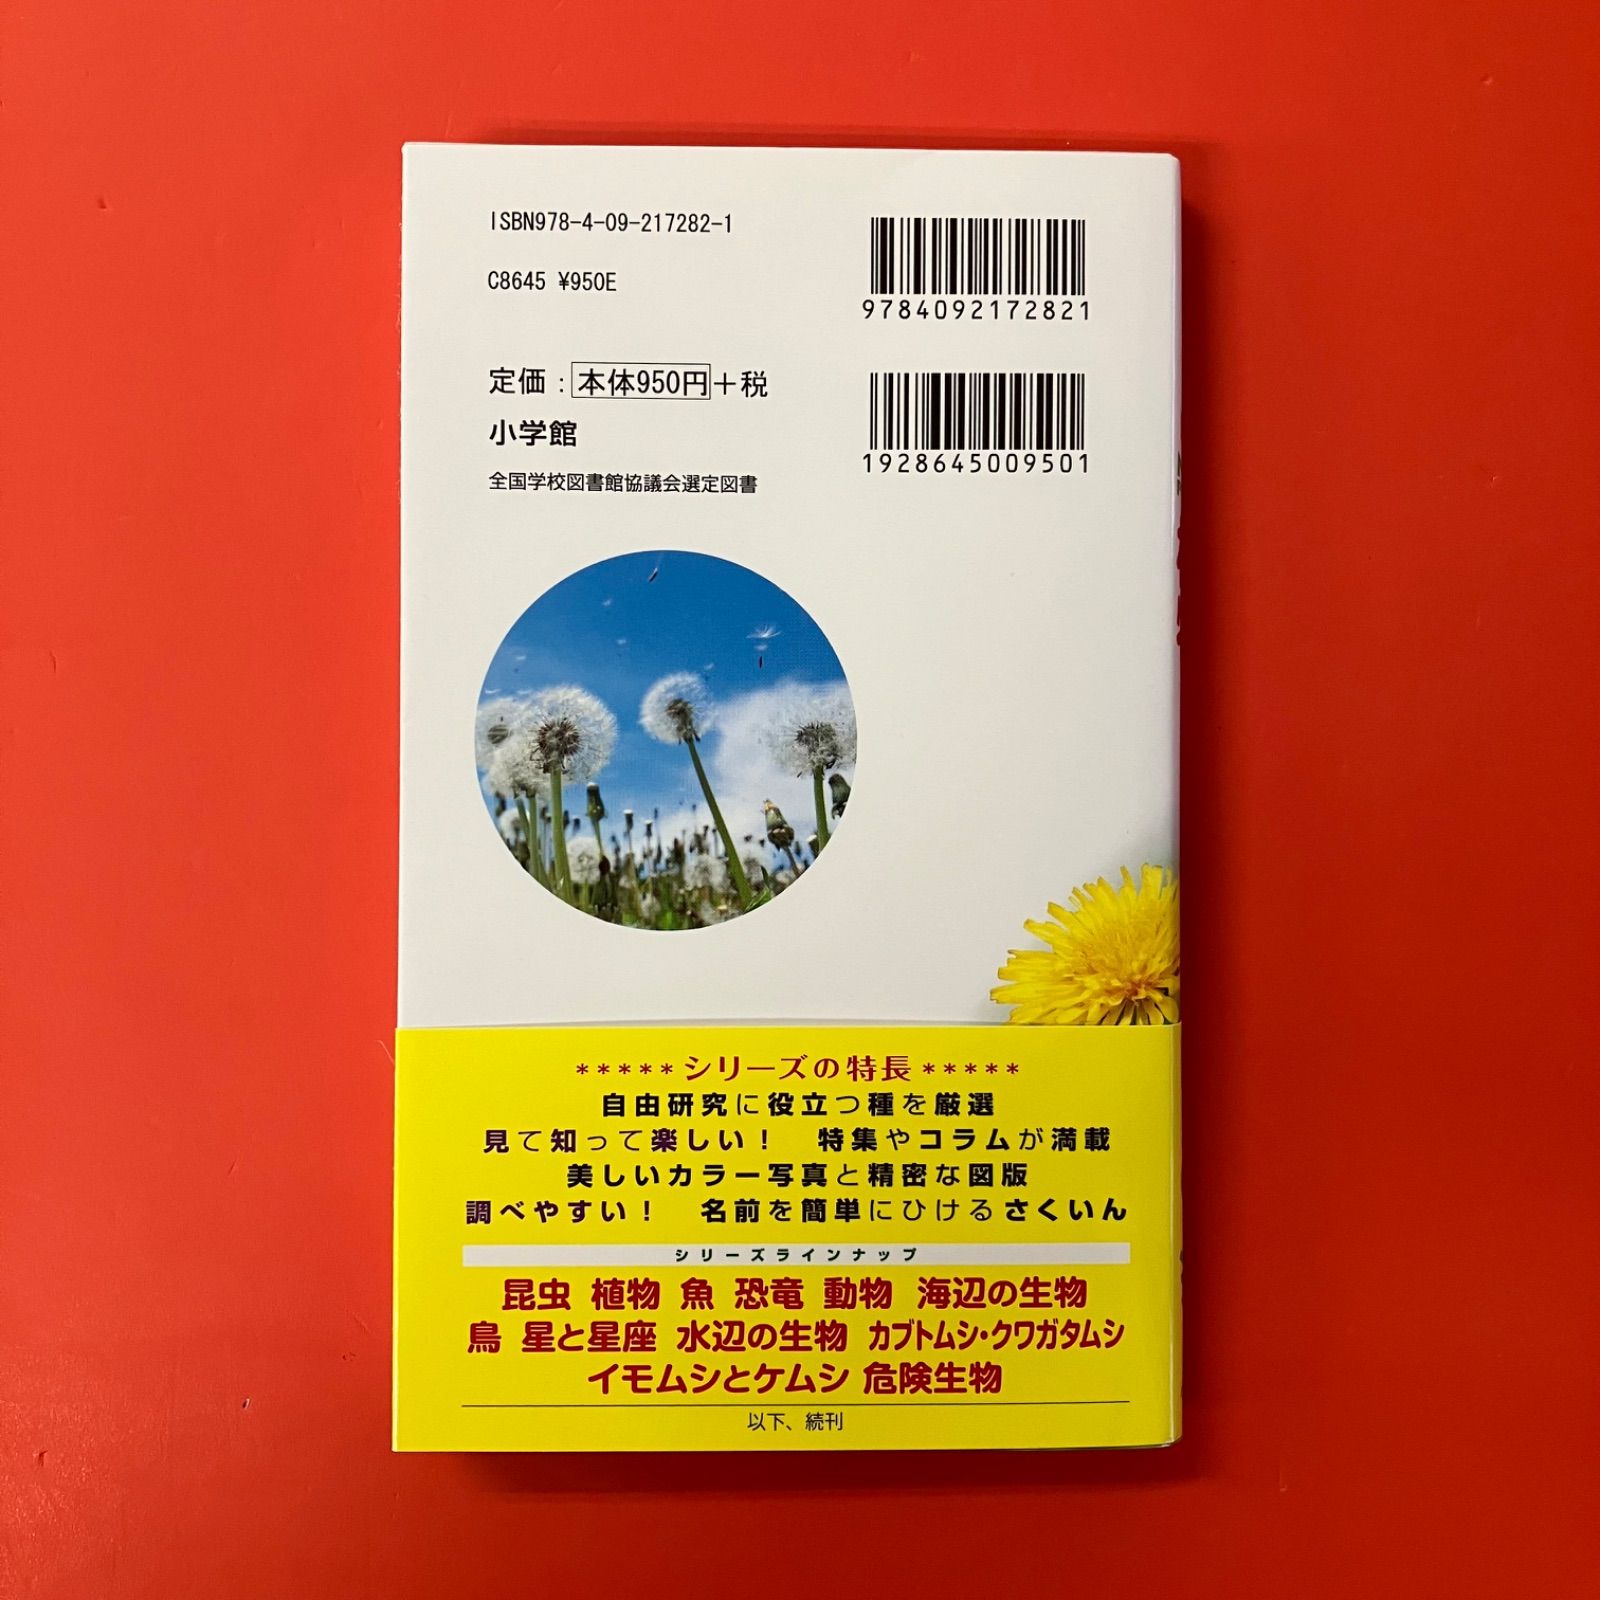 ISBN978-4-09-217282-1
C8645 ¥950E
9784092172821
定価：本体950円＋税
小学館
全国学校図書館協議会選定図書
1928645009501
*****シリーズの特長*****
自由研究に役立つ種を厳選
見て知って楽しい！　特集やコラムが満載
美しいカラー写真と精密な図版
調べやすい！　名前を簡単にひけるさくいん
シリーズラインナップ
昆虫 植物 魚 恐竜 動物 海辺の生物
鳥 星と星座 水辺の生物 カブトムシ・クワガタムシ
イモムシとケムシ 危険生物
以下、続刊